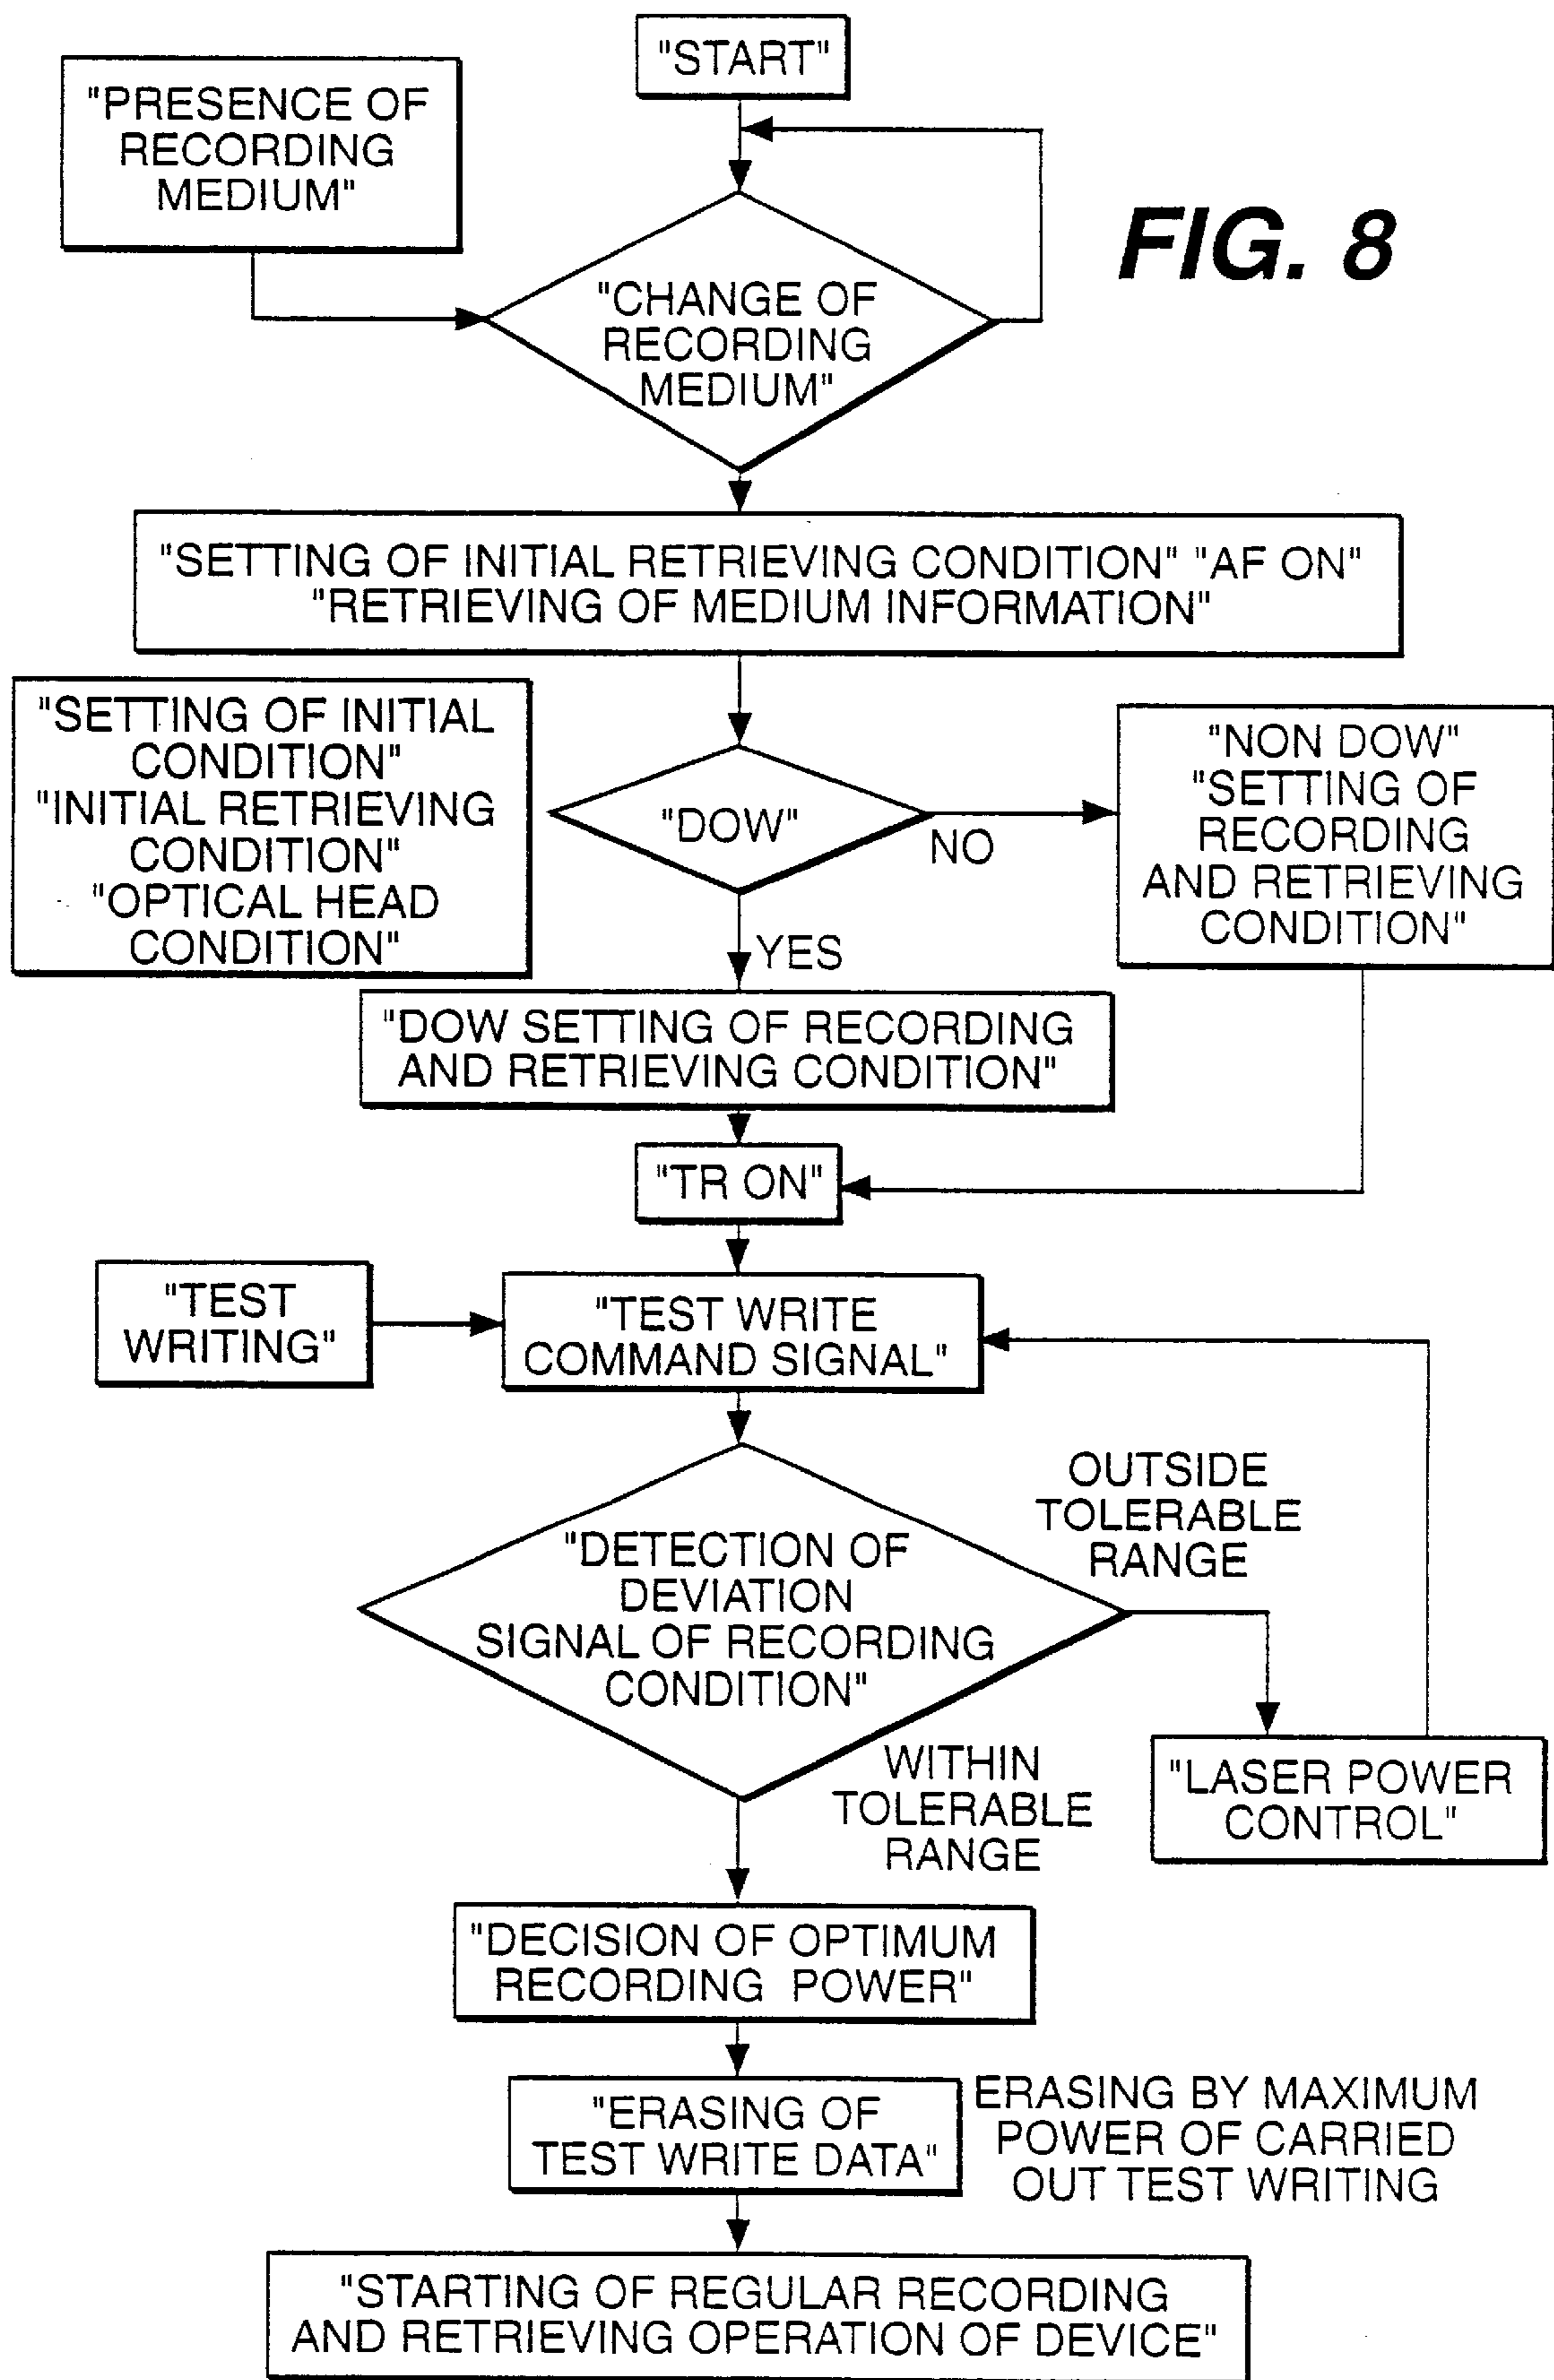 "START"
"PRESENCE OF
RECORDING
MEDIUM"
FIG. 8
"CHANGE OF
RECORDING
MEDIUM"
"SETTING OF INITIAL RETRIEVING CONDITION" "AF ON"
"RETRIEVING OF MEDIUM INFORMATION"
"SETTING OF INITIAL
CONDITION"
"INITIAL RETRIEVING
CONDITION"
"OPTICAL HEAD
CONDITION"
"DOW"
NO
"NON DOW"
"SETTING OF
RECORDING
AND RETRIEVING
CONDITION"
YES
"DOW SETTING OF RECORDING
AND RETRIEVING CONDITION"
"TR ON"
"TEST
WRITING"
"TEST WRITE
COMMAND SIGNAL"
OUTSIDE
TOLERABLE
RANGE
"DETECTION OF
DEVIATION
SIGNAL OF RECORDING
CONDITION"
WITHIN
TOLERABLE
RANGE
"LASER POWER
CONTROL"
"DECISION OF OPTIMUM
RECORDING POWER"
"ERASING OF
TEST WRITE DATA"
ERASING BY MAXIMUM
POWER OF CARRIED
OUT TEST WRITING
"STARTING OF REGULAR RECORDING
AND RETRIEVING OPERATION OF DEVICE"